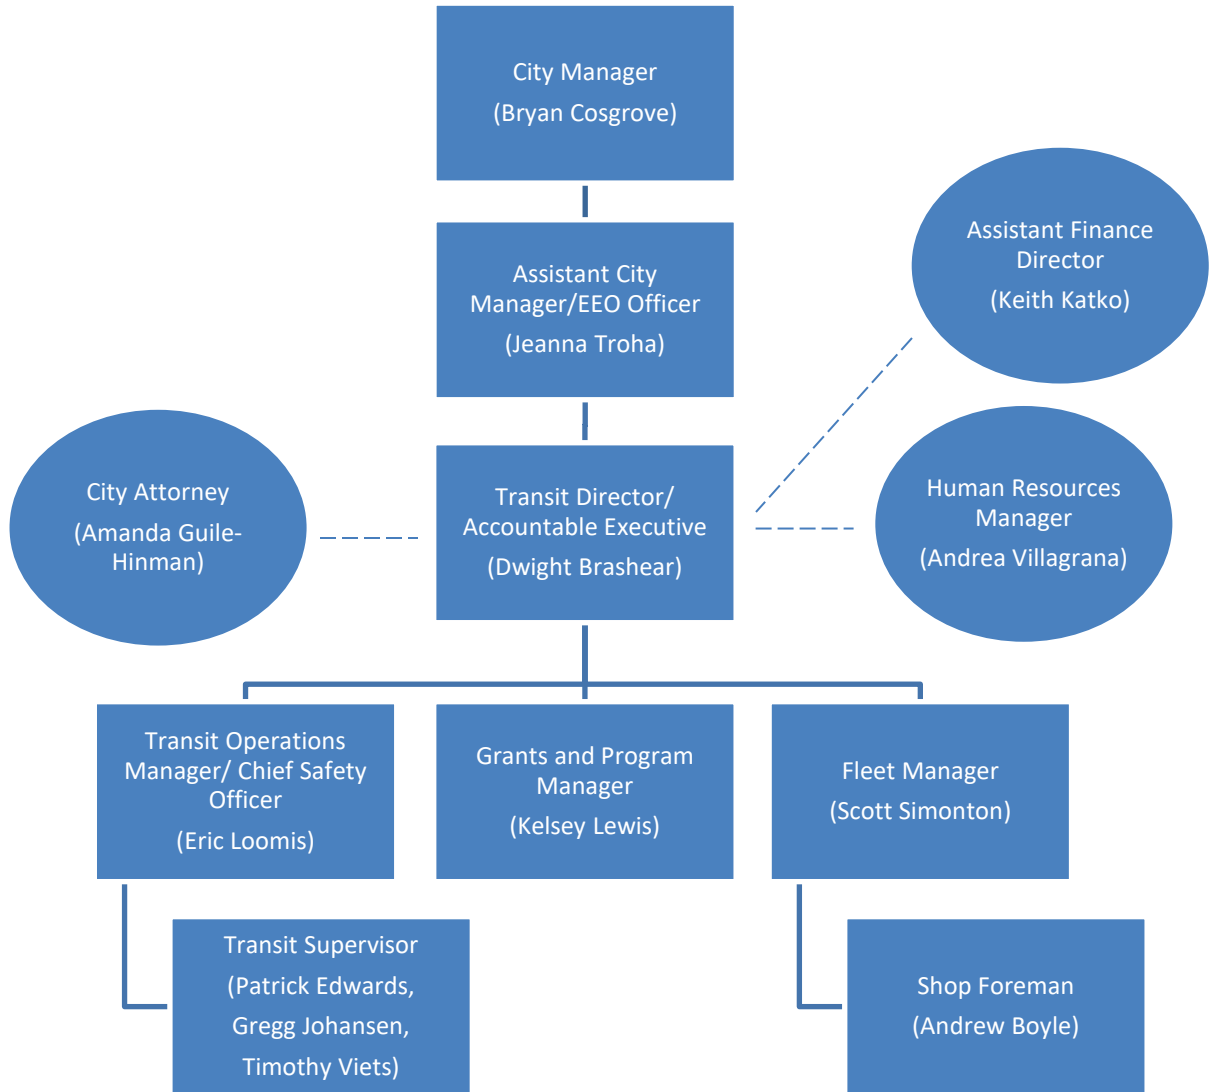 City Manager
(Bryan Cosgrove)
Assistant City
Manager/EEO Officer
(Jeanna Troha)
Assistant Finance
Director
(Keith Katko)
City Attorney
(Amanda Guile-
Hinman)
Transit Director/
Accountable Executive
(Dwight Brashear)
Human Resources
Manager
(Andrea Villagrana)
Transit Operations
Manager/ Chief Safety
Officer
(Eric Loomis)
Grants and Program
Manager
(Kelsey Lewis)
Fleet Manager
(Scott Simonton)
Transit Supervisor
(Patrick Edwards,
Gregg Johansen,
Timothy Viets)
Shop Foreman
(Andrew Boyle)